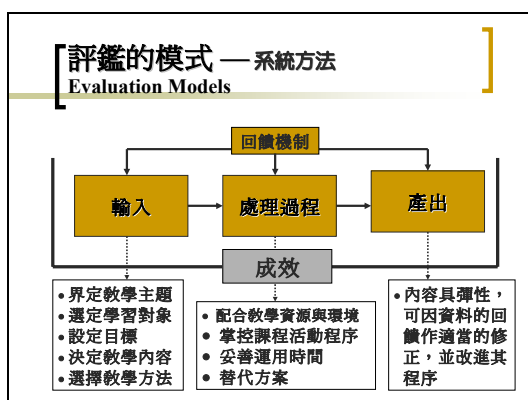 評鑑的模式 — 系統方法
Evaluation Models
回饋機制
輸入
處理過程
產出
成效
• 界定教學主題
• 選定學習對象
• 設定目標
• 決定教學內容
• 選擇教學方法
• 配合教學資源與環境
• 掌控課程活動程序
• 妥善運用時間
• 替代方案
• 內容具彈性，
可因資料的回
饋作適當的修
正，並改進其
程序